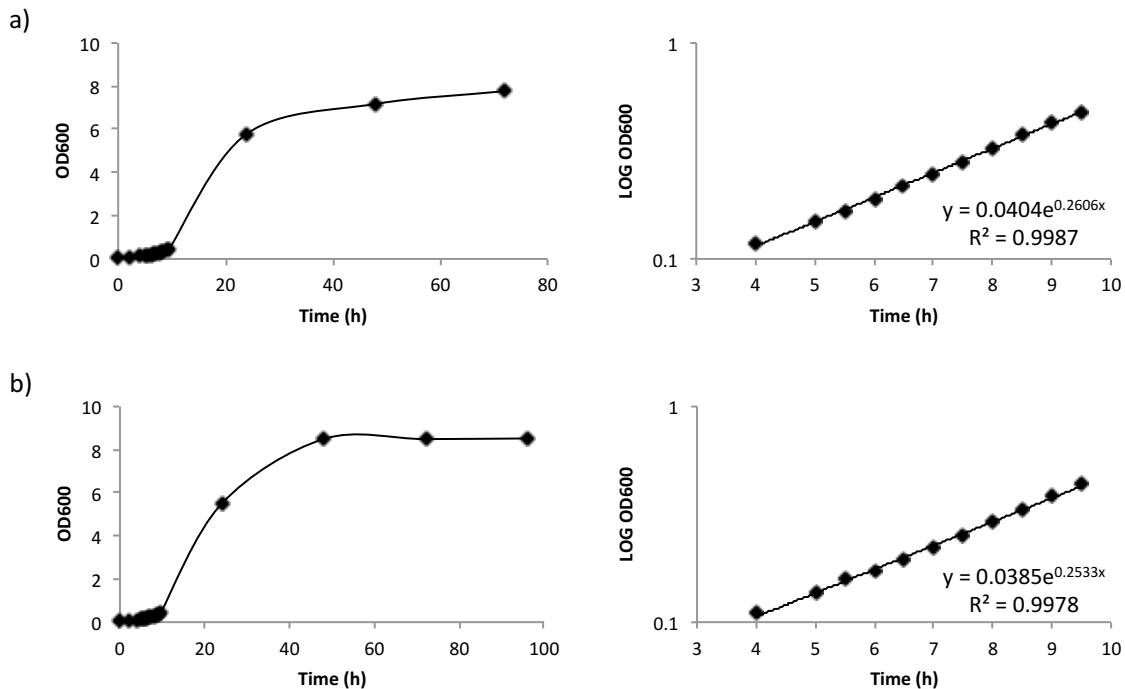 a)
10
8
6
4
2
0
OD600
0 20 40 60 80
Time (h)
1
0.1
LOG OD600
y = 0.0404e^0.2606x
R² = 0.9987
3 4 5 6 7 8 9 10
Time (h)
b)
10
8
6
4
2
0
OD600
0 20 40 60 80 100
Time (h)
1
0.1
LOG OD600
y = 0.0385e^0.2533x
R² = 0.9978
3 4 5 6 7 8 9 10
Time (h)